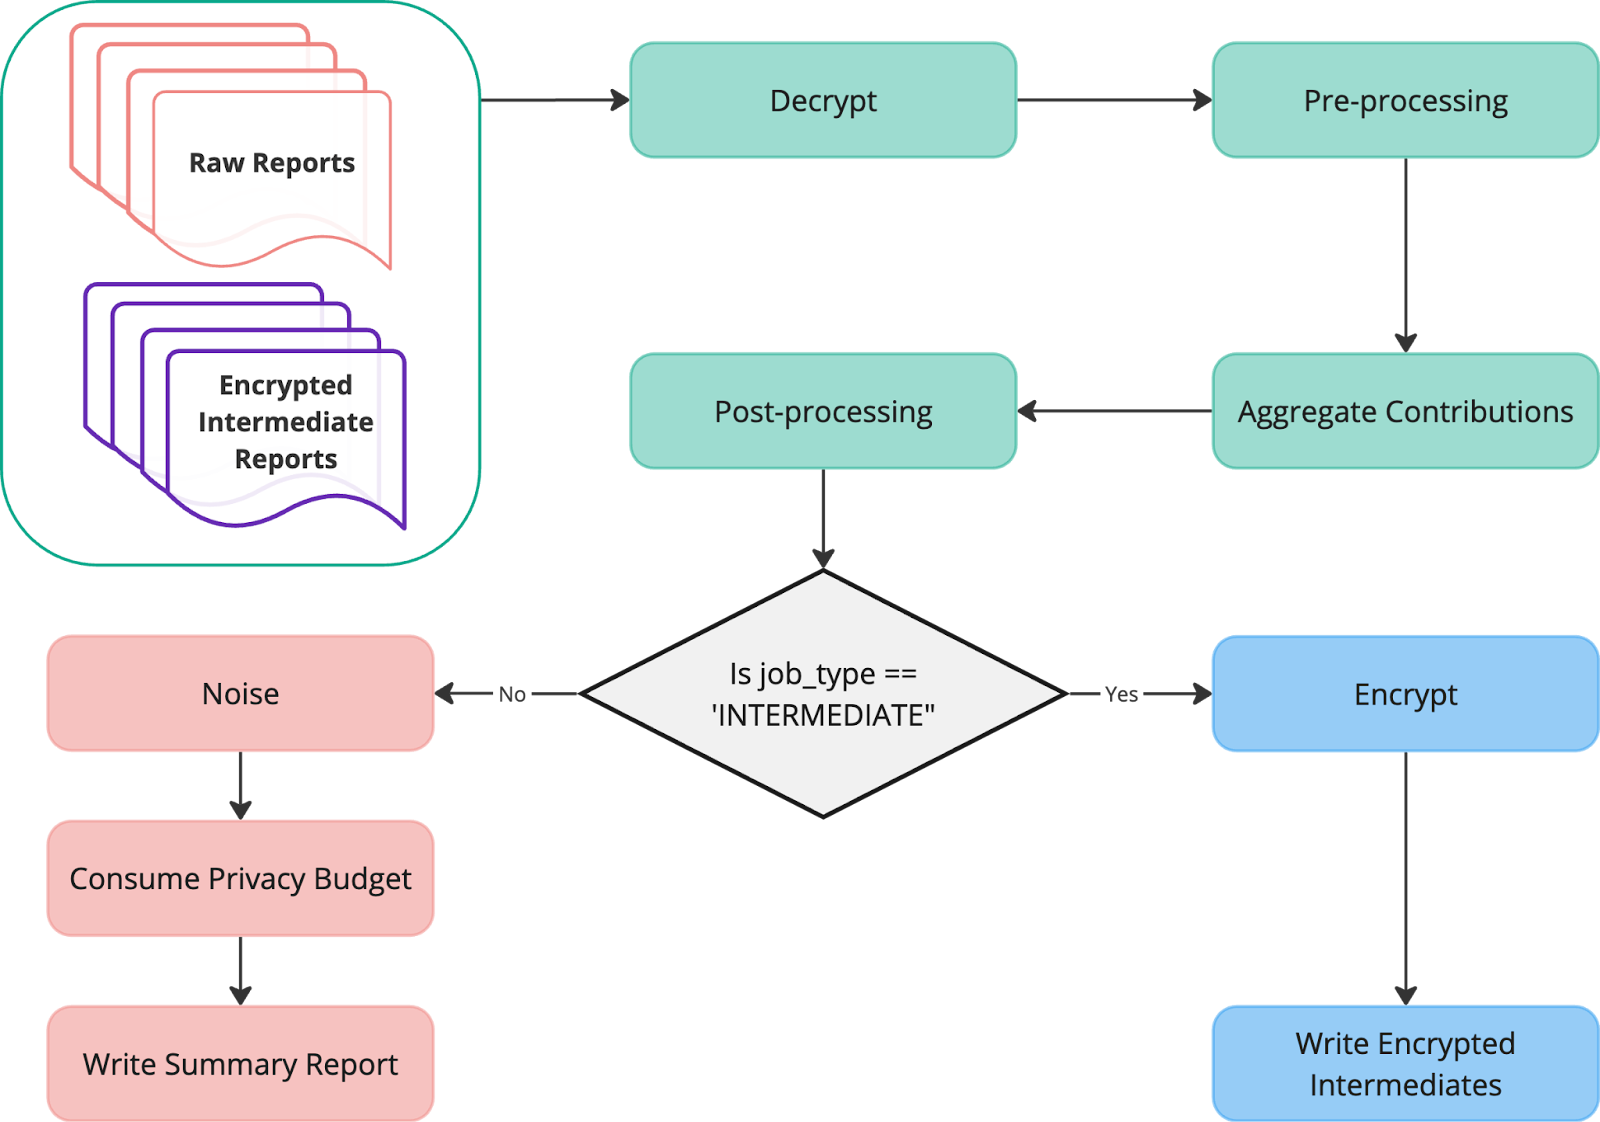 Raw Reports
Encrypted
Intermediate
Reports
Decrypt
Pre-processing
Aggregate Contributions
Post-processing
Is job_type ==
'INTERMEDIATE"
No
Yes
Noise
Consume Privacy Budget
Write Summary Report
Encrypt
Write Encrypted
Intermediates